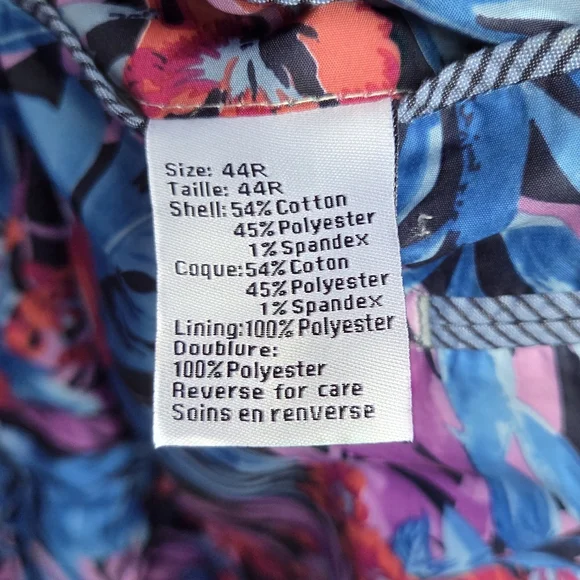 Size: 44R
Taille: 44R
Shell: 54% Cotton
45% Polyester
1% Spandex
Coque: 54% Coton
45% Polyester
1% Spandex
Lining: 100% Polyester
Doublure:
100% Polyester
Reverse for care
Soins en renverse